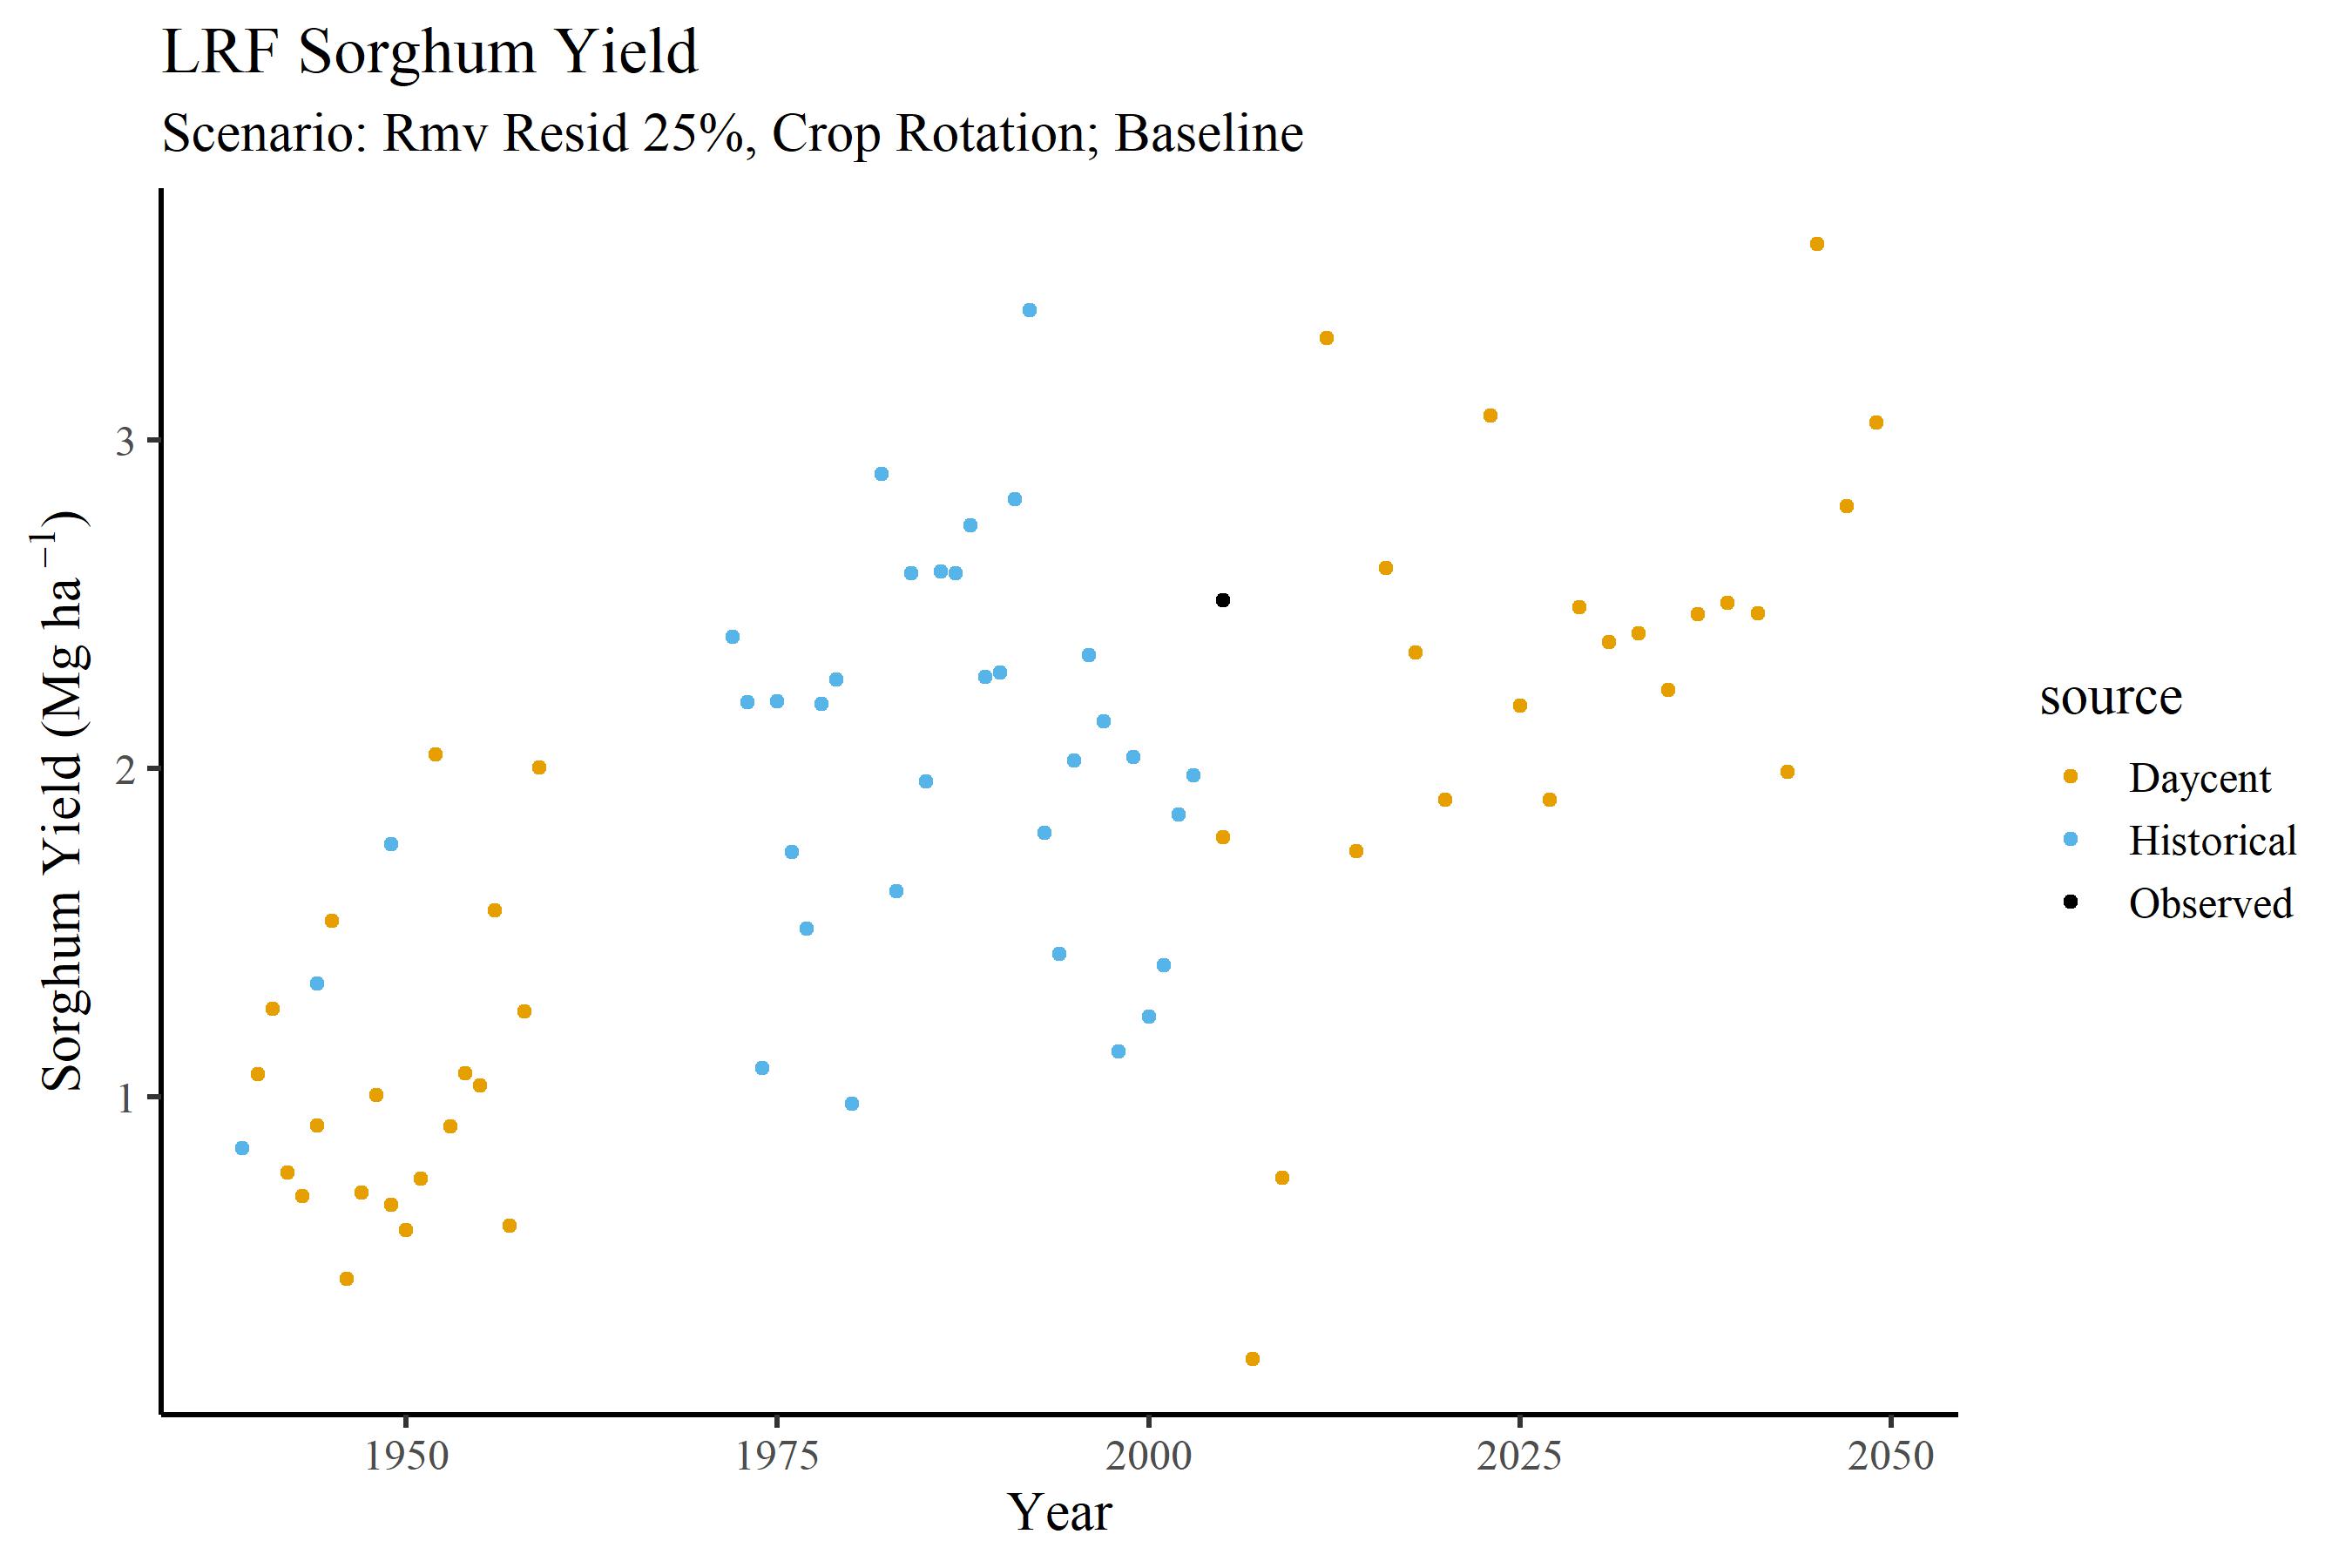 LRF Sorghum Yield
Scenario: Rmv Resid 25%, Crop Rotation; Baseline
Sorghum Yield (Mg ha −1)
3
2
1
1950 1975 2000 2025 2050
Year
source
Daycent
Historical
Observed